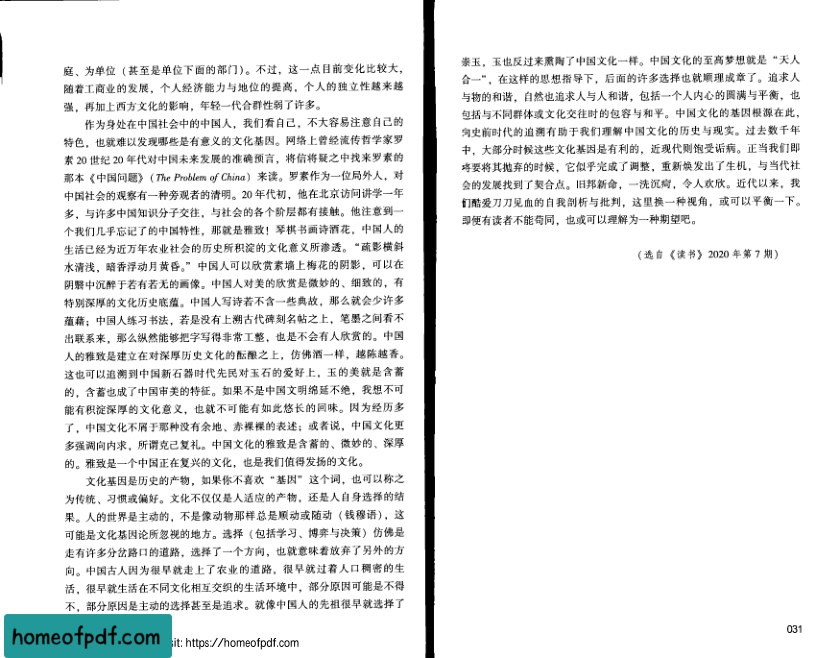 庭、为单位（甚至是单位下面的部门）。不过，这一点目前变化比较大，
随着工商业的发展，个人经济能力与地位的提高，个人的独立性越来越
强，再加上西方文化的影响，年轻一代合群性弱了许多。
作为身处在中国社会中的中国人，我们看自己，不大容易注意自己的
特色，也就难以发现哪些是有意义的文化基因。网络上曾经流传哲学家罗
素 20 世纪 20 年代对中国未来发展的准确预言，将信将疑之中找来罗素的
那本《中国问题》（The Problem of China）来读。罗素作为一位局外人，对
中国社会的观察有一种旁观者的清明。20 年代初，他在北京访问讲学一年
多，与许多中国知识分子交往，与社会的各个阶层都有接触。他注意到一
个我们几乎忘记了的中国特性，那就是雅致！琴棋书画诗酒花，中国人的
生活已经为近万年农业社会的历史所积淀的文化意义所渗透。“疏影横斜
水清浅，暗香浮动月黄昏。”中国人可以欣赏素墙上梅花的阴影，可以在
阴翳中沉醉于若有若无的画像。中国人对美的欣赏是微妙的、细致的，有
特别深厚的文化历史底蕴。中国人写诗若不含一些典故，那么就会少许多
蕴藉；中国人练习书法，若是没有上溯古代碑刻名帖之上，笔墨之间看不
出联系来，那么纵然能够把字写得非常工整，也是不会有人欣赏的。中国
人的雅致是建立在对深厚历史文化的酝酿之上，仿佛酒一样，越陈越香。
这也可以追溯到中国新石器时代先民对玉石的爱好上，玉的美就是含蓄
的，含蓄也成了中国审美的特征。如果不是中国文明绵延不绝，我想不可
能有积淀深厚的文化意义，也就不可能有如此悠长的回味。因为经历多
了，中国文化不屑于那种没有余地、赤裸裸的表述；或者说，中国文化更
多强调向内求，所谓克己复礼。中国文化的雅致是含蓄的、微妙的、深厚
的。雅致是一个中国正在复兴的文化，也是我们值得发扬的文化。
文化基因是历史的产物，如果你不喜欢“基因”这个词，也可以称之
为传统、习惯或偏好。文化不仅仅是人适应的产物，还是人自身选择的结
果。人的世界是主动的，不是像动物那样总是顺动或随动（钱穆语），这
可能是文化基因论所忽视的地方。选择（包括学习、博弈与决策）仿佛是
走有许多分岔路口的道路，选择了一个方向，也就意味着放弃了另外的方
向。中国古人因为很早就走上了农业的道路，很早就过着人口稠密的生
活，很早就生活在不同文化相互交织的生活环境中，部分原因可能是不得
不，部分原因是主动的选择甚至是追求。就像中国人的先祖很早就选择了
homeofpdf.com
sit: https://homeofpdf.com
崇玉，玉也反过来熏陶了中国文化一样。中国文化的至高梦想就是“天人
合一”，在这样的思想指导下，后面的许多选择也就顺理成章了。追求人
与物的和谐，自然也追求人与人和谐，包括一个人内心的圆满与平衡，也
包括与不同群体或文化交往时的包容与和平。中国文化的基因根源在此，
向史前时代的追溯有助于我们理解中国文化的历史与现实。过去数千年
中，大部分时候这些文化基因是有利的，近现代则饱受诟病。正当我们即
将要将其抛弃的时候，它似乎完成了调整，重新焕发出了生机，与当代社
会的发展找到了契合点。旧邦新命，一洗沉疴，令人欢欣。近代以来，我
们酷爱刀刀见血的自我剖析与批判，这里换一种视角，或可以平衡一下。
即便有读者不能苟同，也或可以理解为一种期望吧。
（选自《读书》2020 年第 7 期）
031